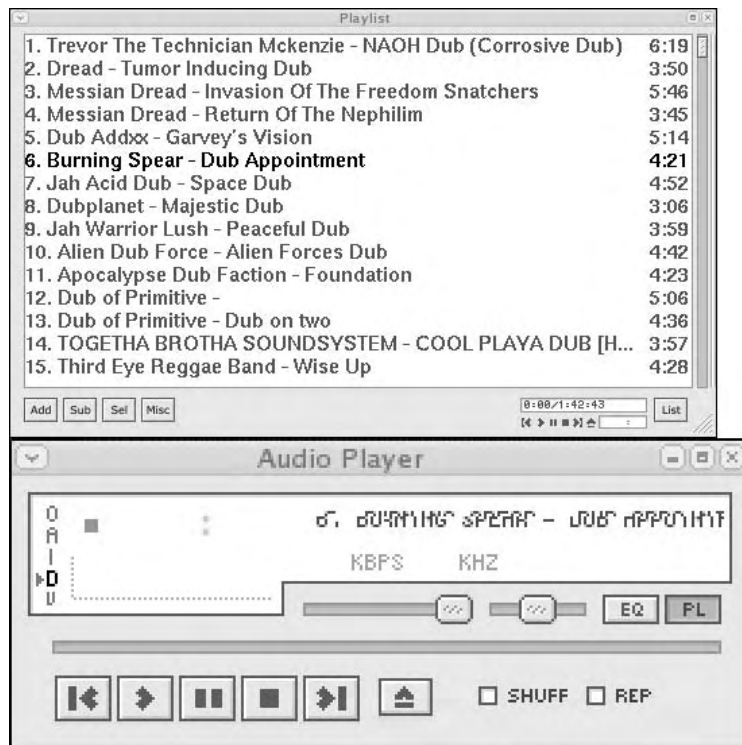 Playlist
1. Trevor The Technician Mckenzie - NAOH Dub (Corrosive Dub) 6:19
2. Dread - Tumor Inducing Dub 3:50
3. Messian Dread - Invasion Of The Freedom Snatchers 5:46
4. Messian Dread - Return Of The Nephilim 3:45
5. Dub Addxx - Garvey's Vision 5:14
6. Burning Spear - Dub Appointment 4:21
7. Jah Acid Dub - Space Dub 4:52
8. Dubplanet - Majestic Dub 3:06
9. Jah Warrior Lush - Peaceful Dub 3:59
10. Alien Dub Force - Alien Forces Dub 4:42
11. Apocalypse Dub Faction - Foundation 4:23
12. Dub of Primitive - 5:06
13. Dub of Primitive - Dub on two 4:36
14. TOGETHA BROTHA SOUNDSYSTEM - COOL PLAYA DUB [H... 3:57
15. Third Eye Reggae Band - Wise Up 4:28
Add Sub Sel Misc 0:00/1:42:43 List
:
Audio Player
O
A
I
D
V
:
KBPS KHZ
EQ PL
SHUFF REP